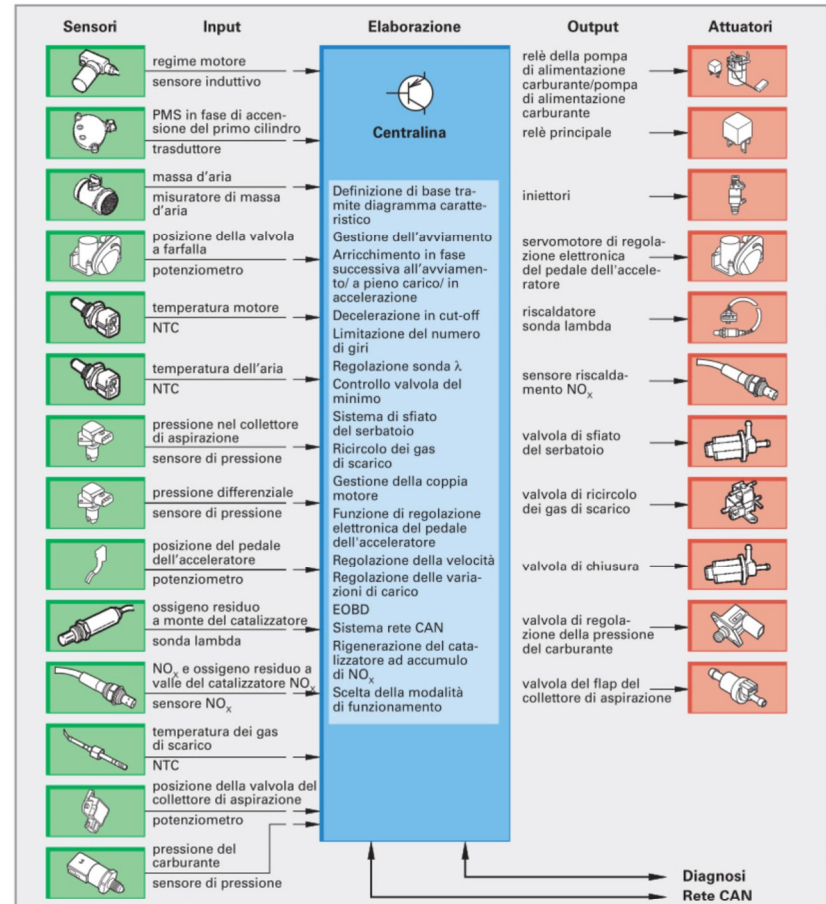 Sensori
Input
Elaborazione
Output
Attuatori
regime motore
sensore induttivo
PMS in fase di accen-
sione del primo cilindro
trasduttore
massa d'aria
misuratore di massa
d'aria
posizione della valvola
a farfalla
potenziometro
temperatura motore
NTC
temperatura dell'aria
NTC
pressione nel collettore
di aspirazione
sensore di pressione
pressione differenziale
sensore di pressione
posizione del pedale
dell'acceleratore
potenziometro
ossigeno residuo
a monte del catalizzatore
sonda lambda
NOx e ossigeno residuo a
valle del catalizzatore NOx
sensore NOx
temperatura dei gas
di scarico
NTC
posizione della valvola del
collettore di aspirazione
potenziometro
pressione del
carburante
sensore di pressione
Centralina
Definizione di base tra-
mite diagramma caratte-
ristico
Gestione dell'avviamento
Arricchimento in fase
successiva all'avviamen-
to/ a pieno carico/ in
accelerazione
Decelerazione in cut-off
Limitazione del numero
di giri
Regolazione sonda λ
Controllo valvola del
minimo
Sistema di sfiato
del serbatoio
Ricircolo dei gas
di scarico
Gestione della coppia
motore
Funzione di regolazione
elettronica del pedale
dell'acceleratore
Regolazione della velocità
Regolazione delle varia-
zioni di carico
EOBD
Sistema rete CAN
Rigenerazione del cata-
lizzatore ad accumulo
di NOx
Scelta della modalità
di funzionamento
relè della pompa
di alimentazione
carburante/pompa
di alimentazione
carburante
relè principale
iniettori
servomotore di regola-
zione elettronica
del pedale dell'accele-
ratore
riscaldatore
sonda lambda
sensore riscalda-
mento NOx
valvola di sfiato
del serbatoio
valvola di ricircolo
dei gas di scarico
valvola di chiusura
valvola di regola-
zione della pressione
del carburante
valvola del flap del
collettore di aspirazione
Diagnosi
Rete CAN